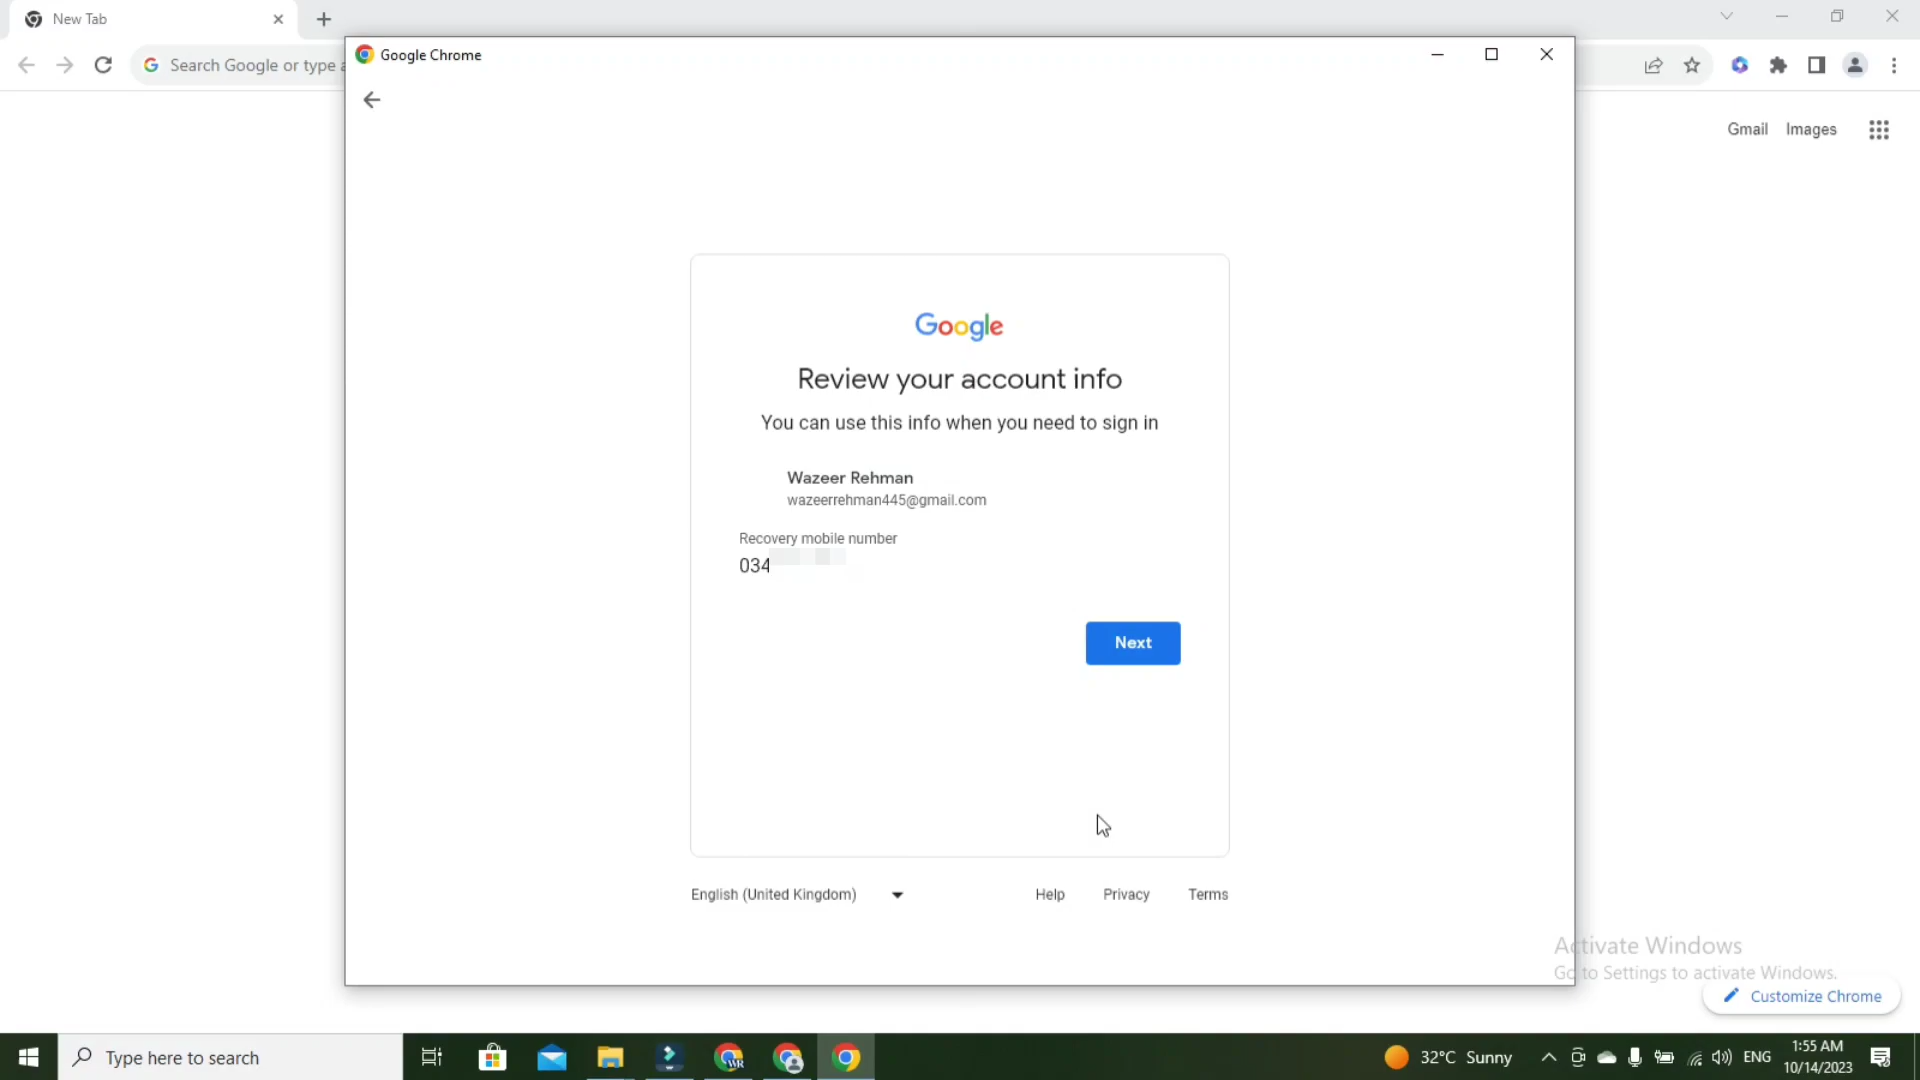 New Tab
Google Chrome
Search Google or type a
Gmail Images
Google
Review your account info
You can use this info when you need to sign in
Wazeer Rehman
wazeerrehman445@gmail.com
Recovery mobile number
034
Next
English (United Kingdom)
Help Privacy Terms
Activate Windows
Go to Settings to activate Windows.
Customize Chrome
Type here to search
WR
32°C Sunny
ENG
1:55 AM
10/14/2023